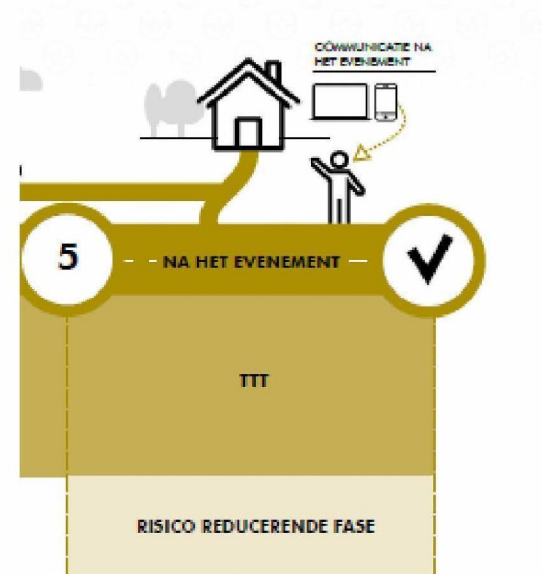 COMMUNICATIE NA
HET EVENEMENT
5
NA HET EVENEMENT
TTT
RISICO REDUCERENDE FASE